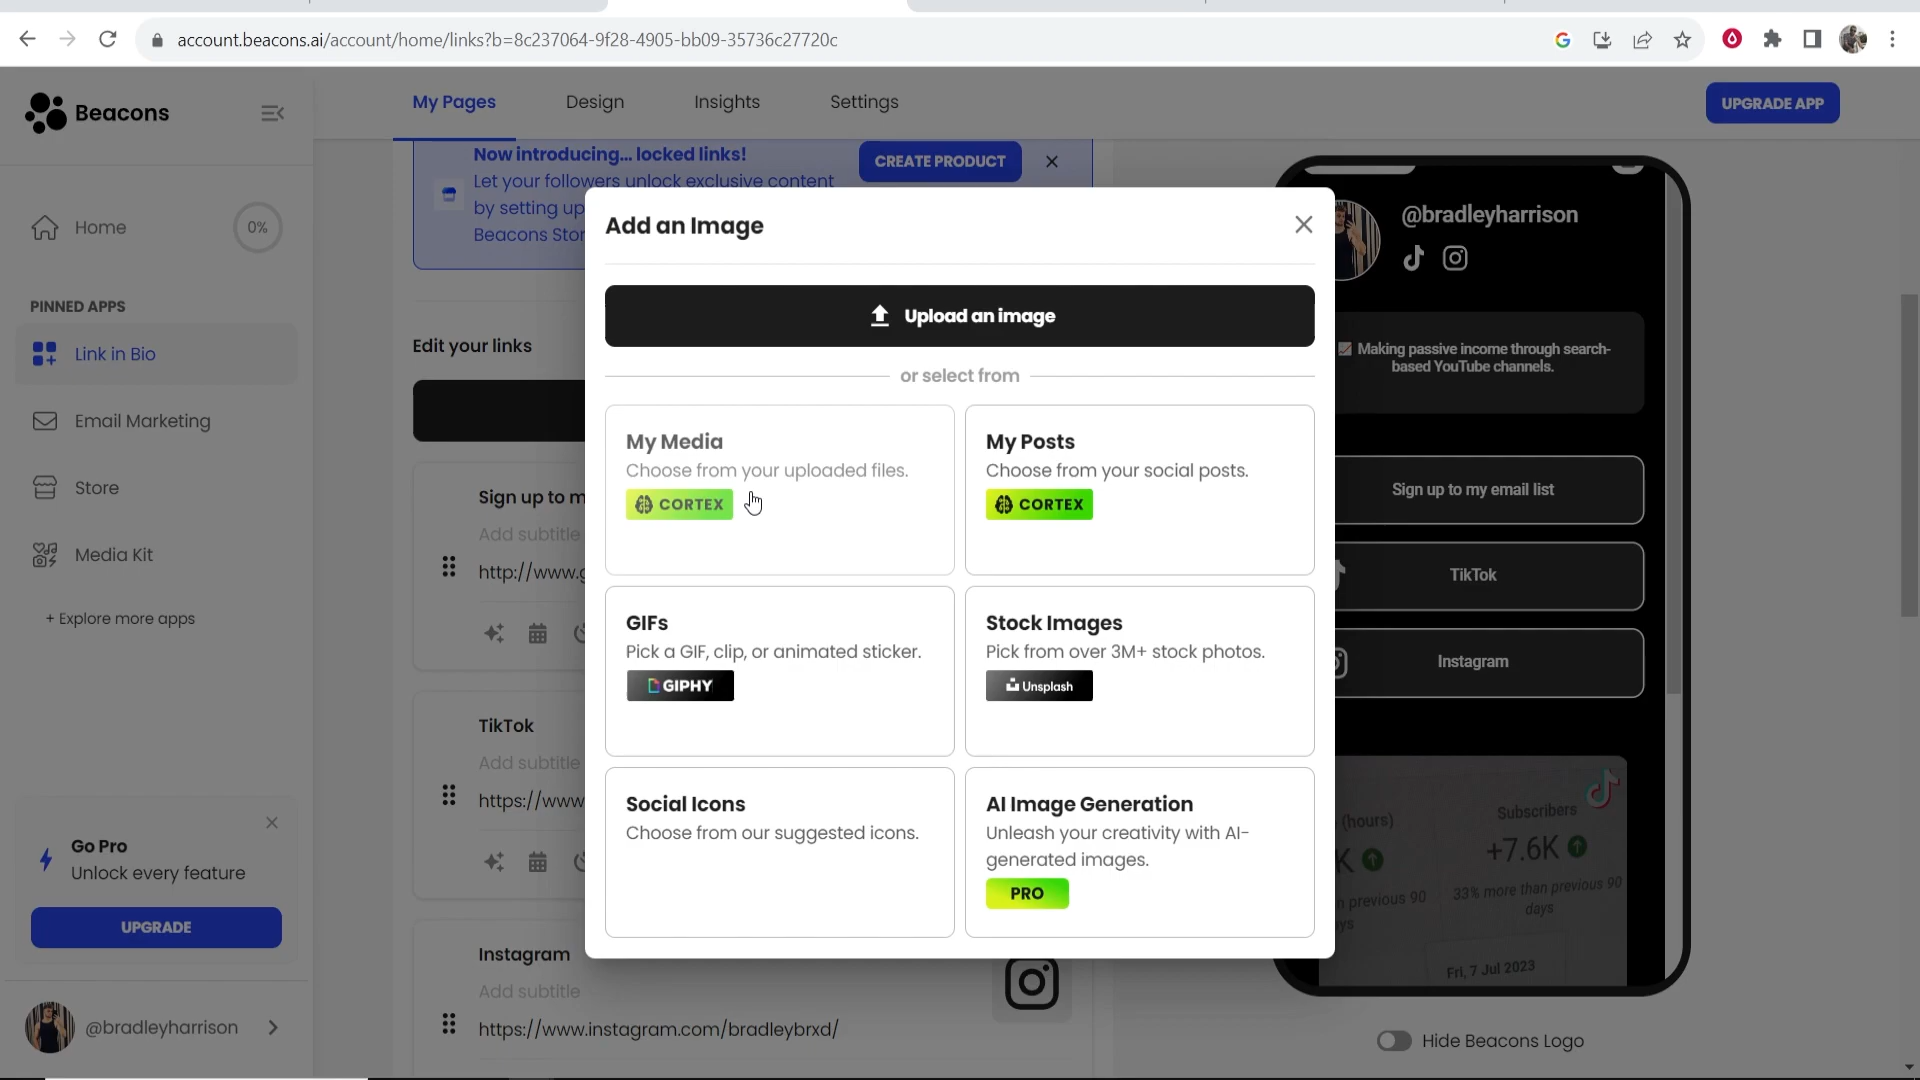 account.beacons.ai/account/home/links?b=8c237064-9f28-4905-bb09-35736c27720c
Beacons
My Pages
Design
Insights
Settings
UPGRADE APP
Now introducing... locked links!
Let your followers unlock exclusive content
by setting up
Beacons Stor
CREATE PRODUCT
Home
0%
PINNED APPS
Link in Bio
Email Marketing
Store
Media Kit
+ Explore more apps
Go Pro
Unlock every feature
UPGRADE
@bradleyharrison
Edit your links
Sign up to m
Add subtitle
http://www.g
TikTok
Add subtitle
https://www.
Instagram
Add subtitle
https://www.instagram.com/bradleybrxd/
Add an Image
Upload an image
or select from
My Media
Choose from your uploaded files.
CORTEX
My Posts
Choose from your social posts.
CORTEX
GIFs
Pick a GIF, clip, or animated sticker.
GIPHY
Stock Images
Pick from over 3M+ stock photos.
Unsplash
Social Icons
Choose from our suggested icons.
AI Image Generation
Unleash your creativity with AI-
generated images.
PRO
@bradleyharrison
Making passive income through search-
based YouTube channels.
Sign up to my email list
TikTok
Instagram
(hours)
Subscribers
+7.6K
previous 90
33% more than previous 90
days
Fri, 7 Jul 2023
Hide Beacons Logo